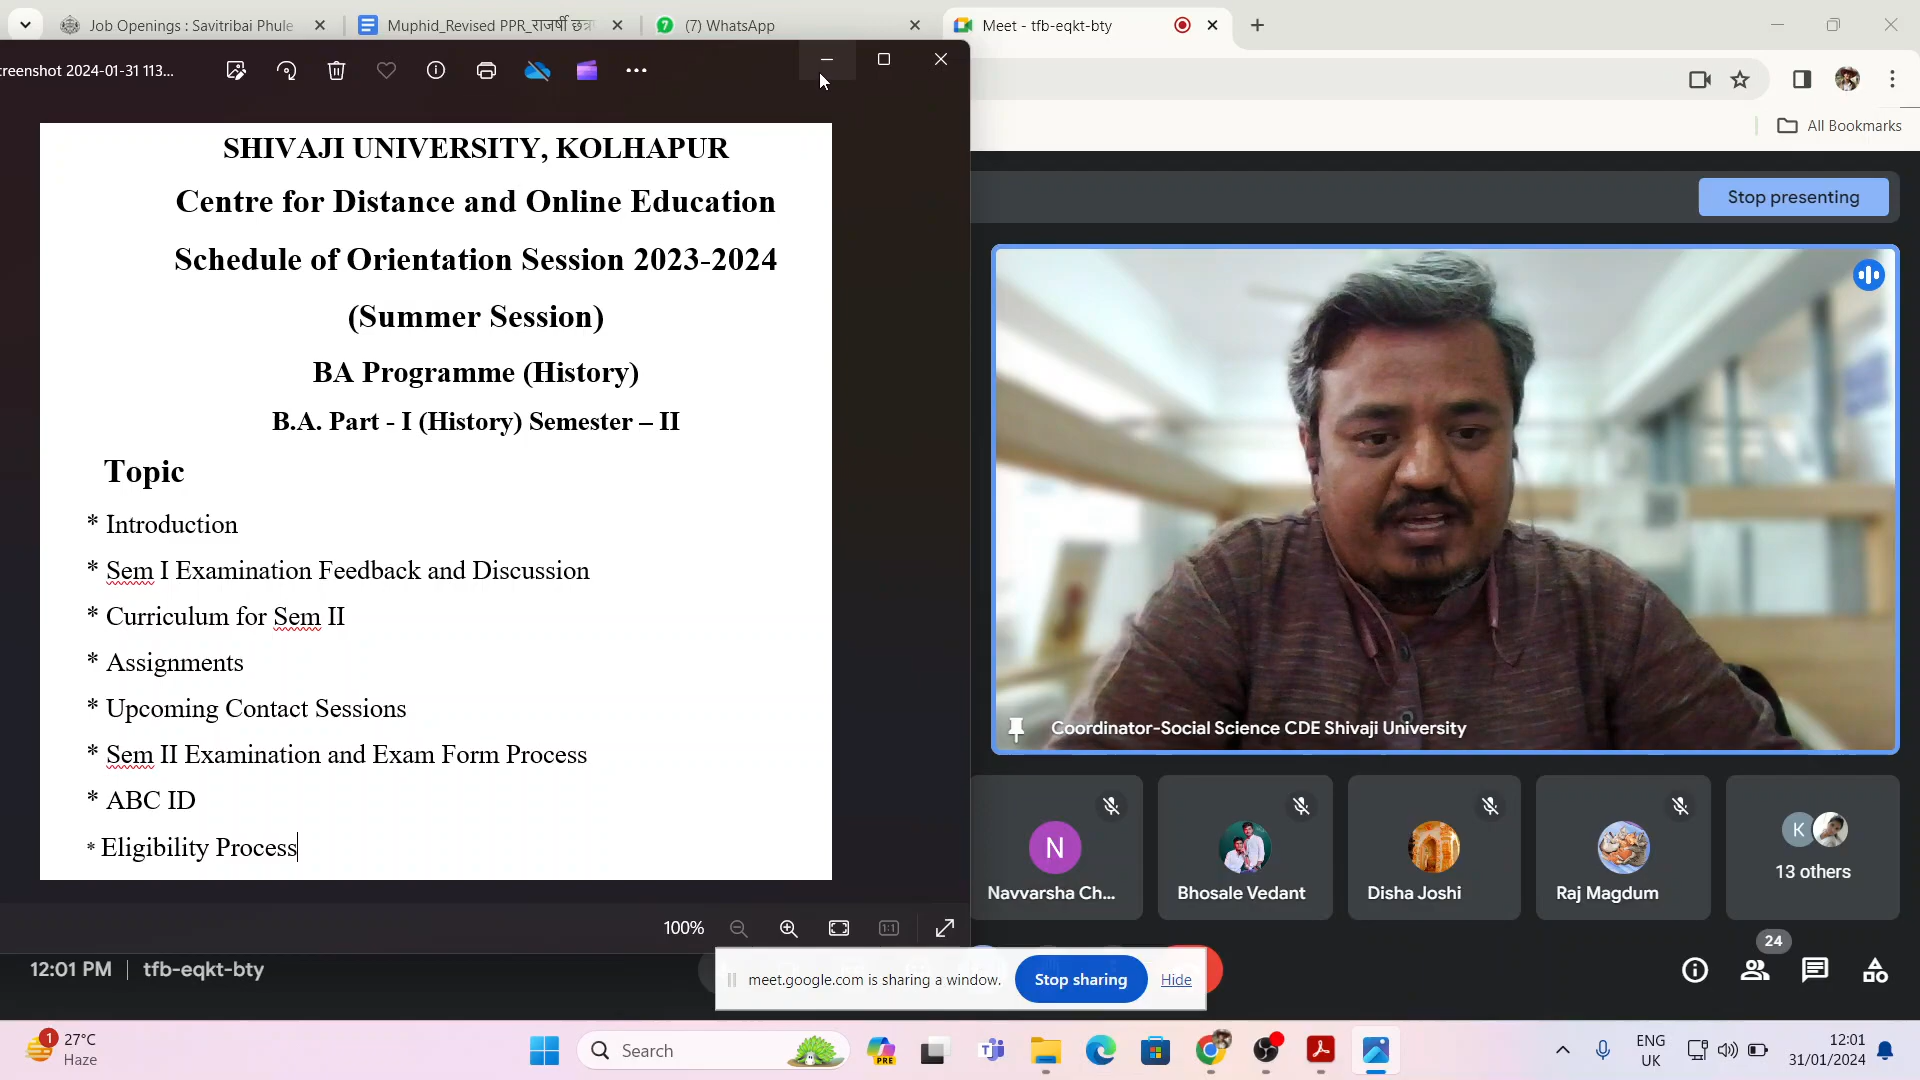 Job Openings : Savitribai Phule
Muphid_Revised PPR_राजर्षी छत्र
(7) WhatsApp
Meet - tfb-eqkt-bty
creenshot 2024-01-31 113...
All Bookmarks
Stop presenting
SHIVAJI UNIVERSITY, KOLHAPUR
Centre for Distance and Online Education
Schedule of Orientation Session 2023-2024
(Summer Session)
BA Programme (History)
B.A. Part - I (History) Semester – II
Topic
* Introduction
* Sem I Examination Feedback and Discussion
* Curriculum for Sem II
* Assignments
* Upcoming Contact Sessions
* Sem II Examination and Exam Form Process
* ABC ID
* Eligibility Process
100%
1:1
Coordinator-Social Science CDE Shivaji University
N
Navvarsha Ch...
Bhosale Vedant
Disha Joshi
Raj Magdum
K
13 others
24
12:01 PM | tfb-eqkt-bty
meet.google.com is sharing a window.
Stop sharing
Hide
1
27°C
Haze
Search
PRE
ENG
UK
12:01
31/01/2024